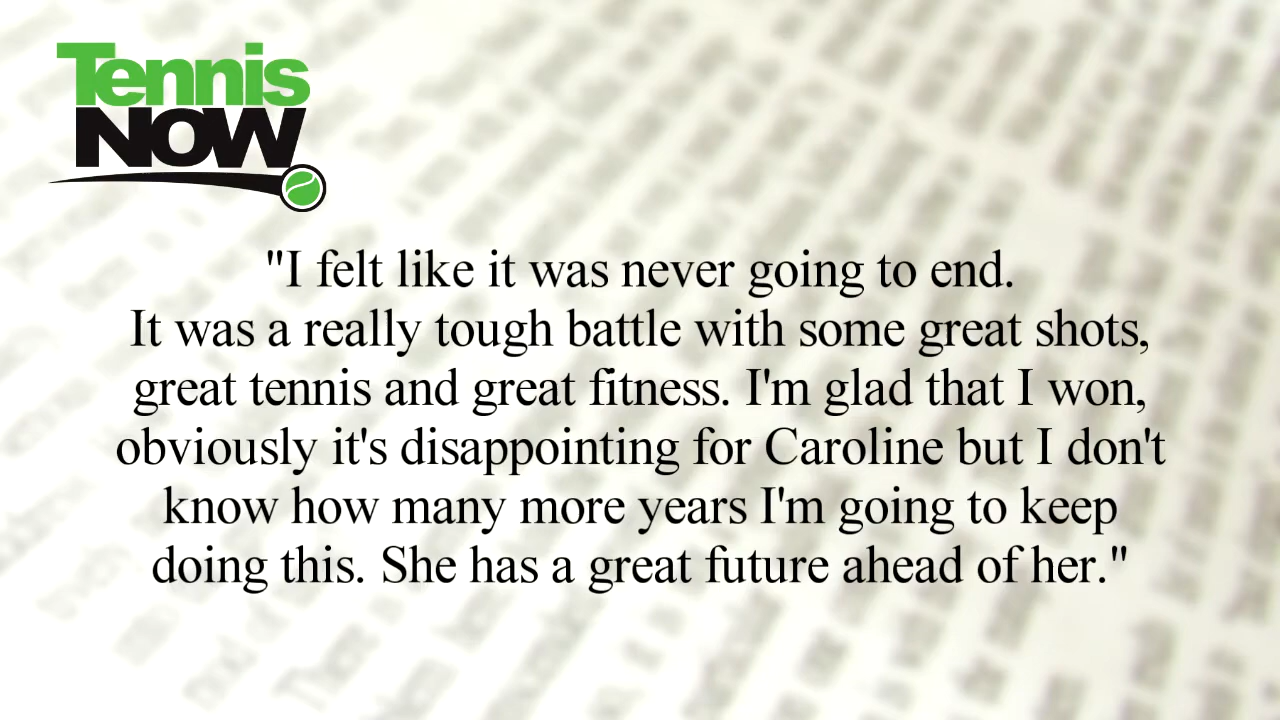 Tennis
NOW
"I felt like it was never going to end.
It was a really tough battle with some great shots,
great tennis and great fitness. I'm glad that I won,
obviously it's disappointing for Caroline but I don't
know how many more years I'm going to keep
doing this. She has a great future ahead of her."